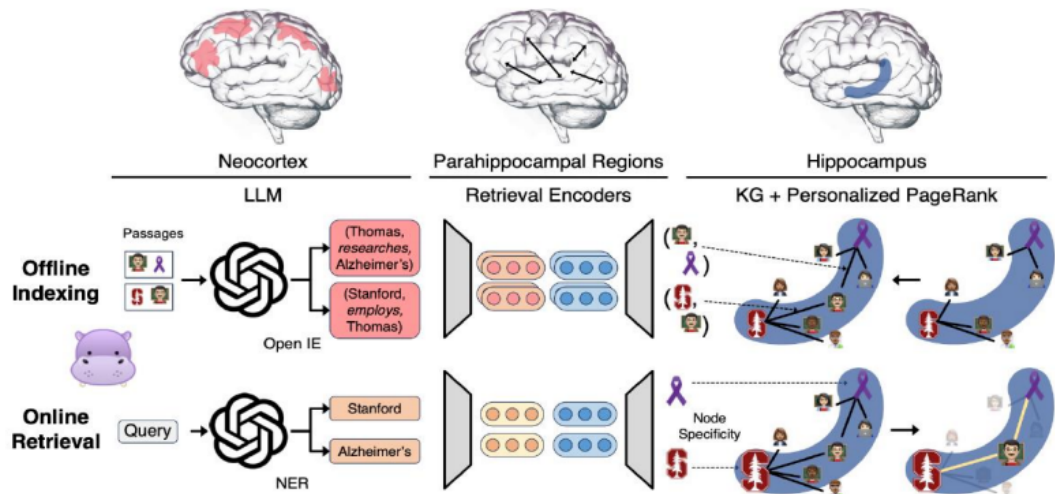 Neocortex
Parahippocampal Regions
Hippocampus
LLM
Retrieval Encoders
KG + Personalized PageRank
Offline
Indexing
Passages
(Thomas,
researches,
Alzheimer's)
(Stanford,
employs,
Thomas)
Open IE
( ,
)
( ,
)
Online
Retrieval
Query
Stanford
Alzheimer's
NER
Node
Specificity